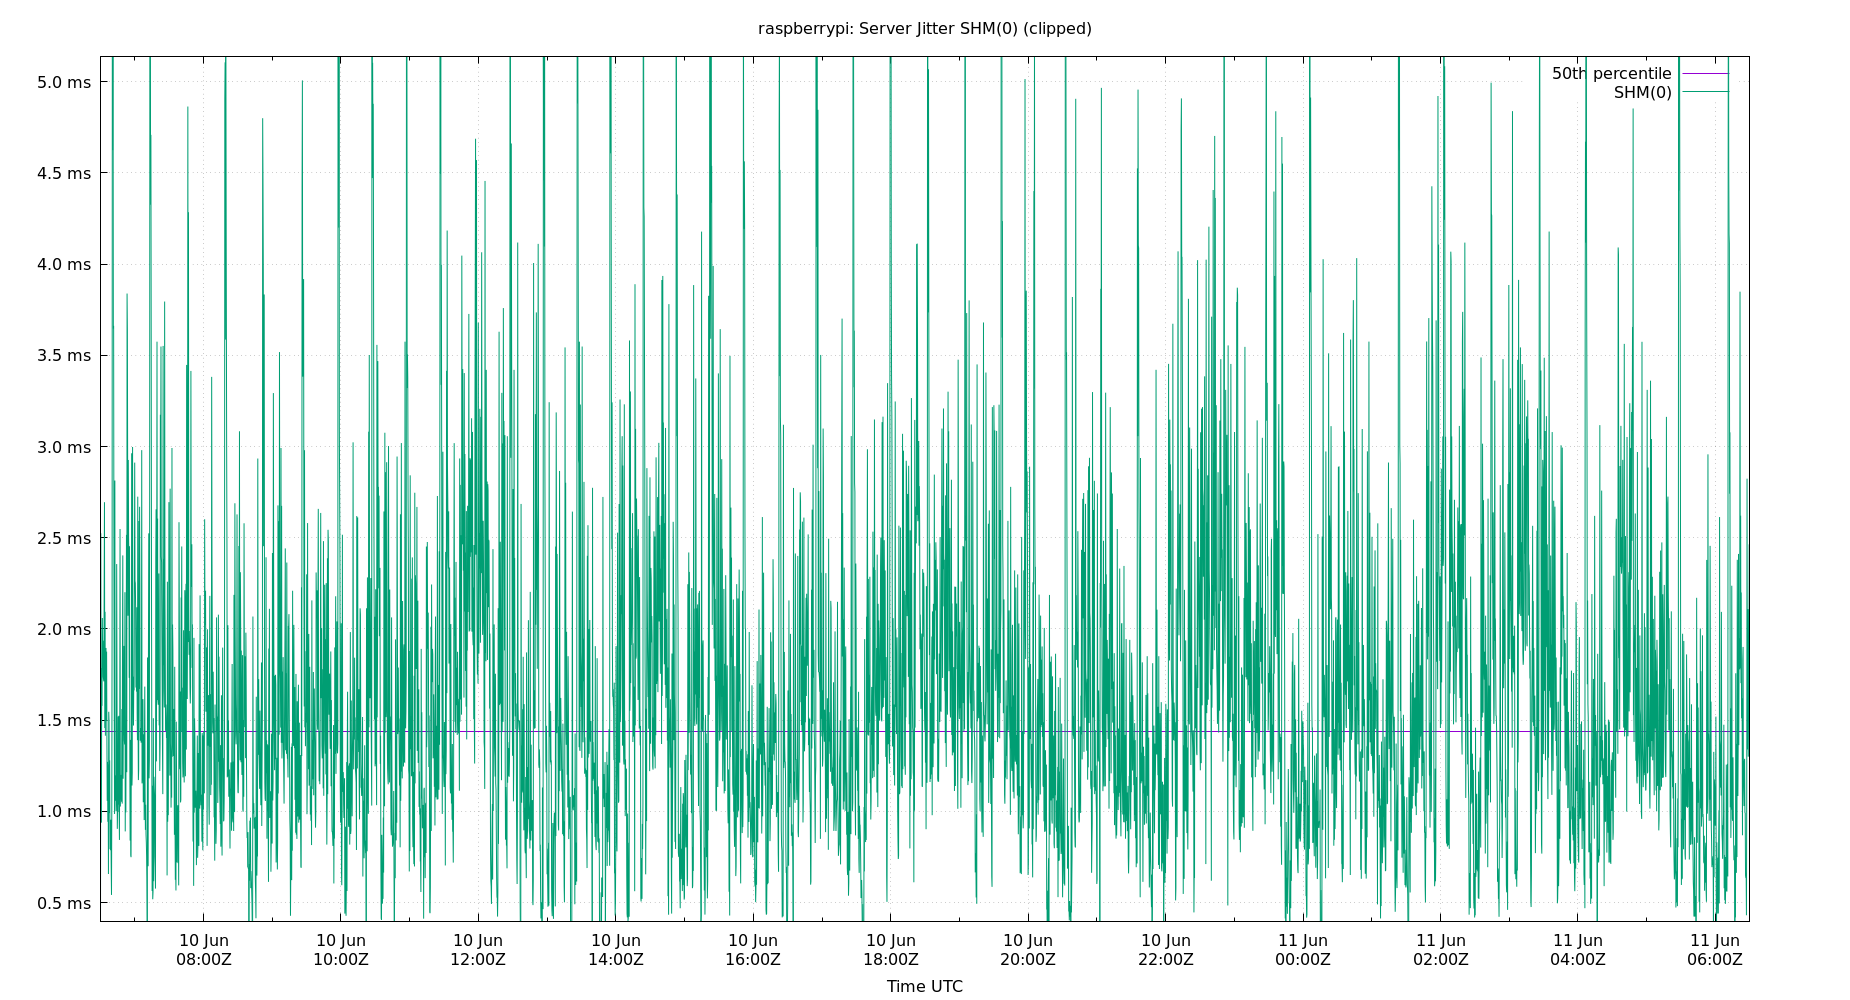 raspberrypi: Server Jitter SHM(0) (clipped)
50th percentile
SHM(0)
5.0 ms
4.5 ms
4.0 ms
3.5 ms
3.0 ms
2.5 ms
2.0 ms
1.5 ms
1.0 ms
0.5 ms
10 Jun 10 Jun 10 Jun 10 Jun 10 Jun 10 Jun 10 Jun 10 Jun 11 Jun 11 Jun 11 Jun 11 Jun
08:00Z 10:00Z 12:00Z 14:00Z 16:00Z 18:00Z 20:00Z 22:00Z 00:00Z 02:00Z 04:00Z 06:00Z
Time UTC